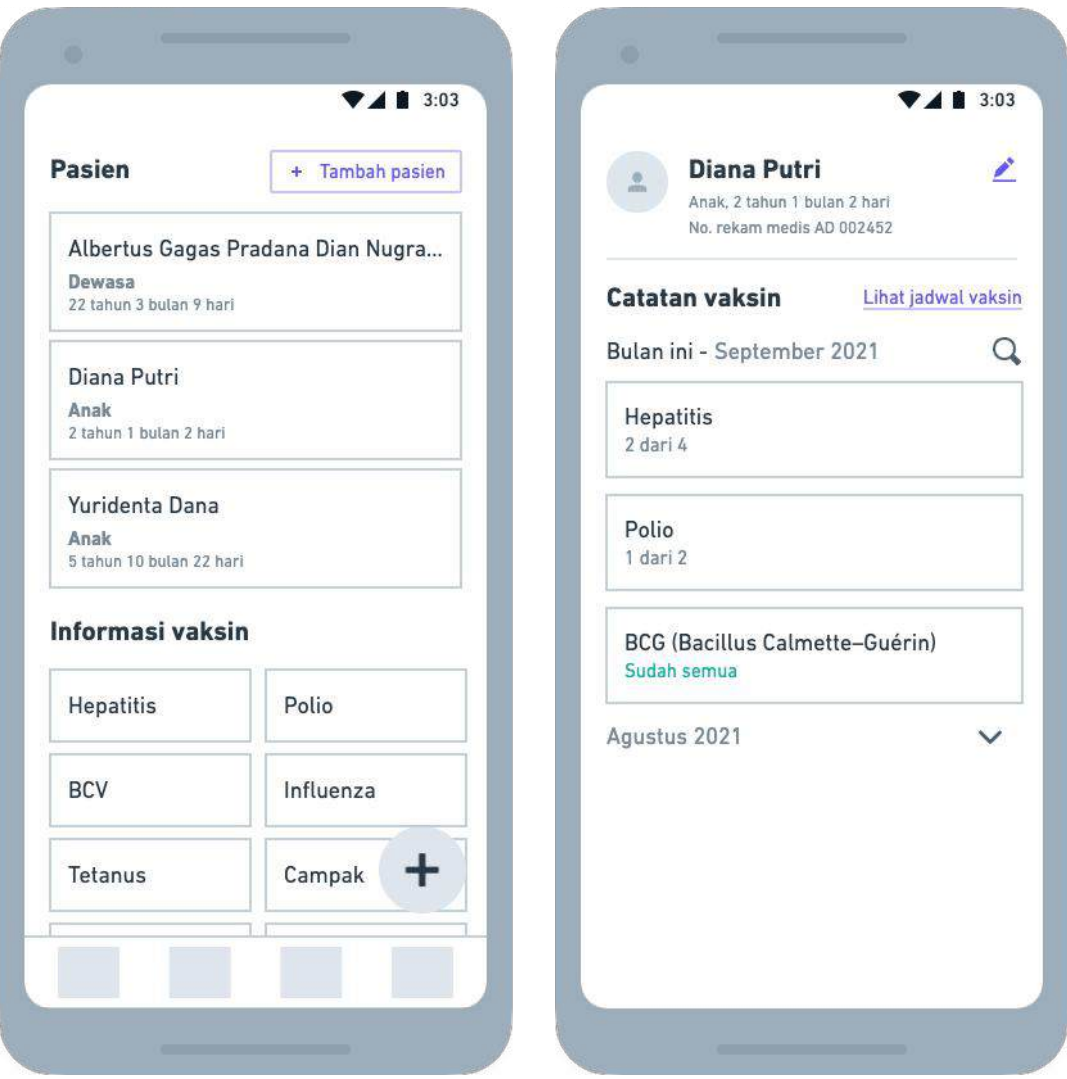 3:03
Pasien
+ Tambah pasien
Albertus Gagas Pradana Dian Nugra...
Dewasa
22 tahun 3 bulan 9 hari
Diana Putri
Anak
2 tahun 1 bulan 2 hari
Yuridenta Dana
Anak
5 tahun 10 bulan 22 hari
Informasi vaksin
Hepatitis
Polio
BCV
Influenza
Tetanus
Campak
+
3:03
Diana Putri
Anak, 2 tahun 1 bulan 2 hari
No. rekam medis AD 002452
Catatan vaksin
Lihat jadwal vaksin
Bulan ini - September 2021
Hepatitis
2 dari 4
Polio
1 dari 2
BCG (Bacillus Calmette–Guérin)
Sudah semua
Agustus 2021